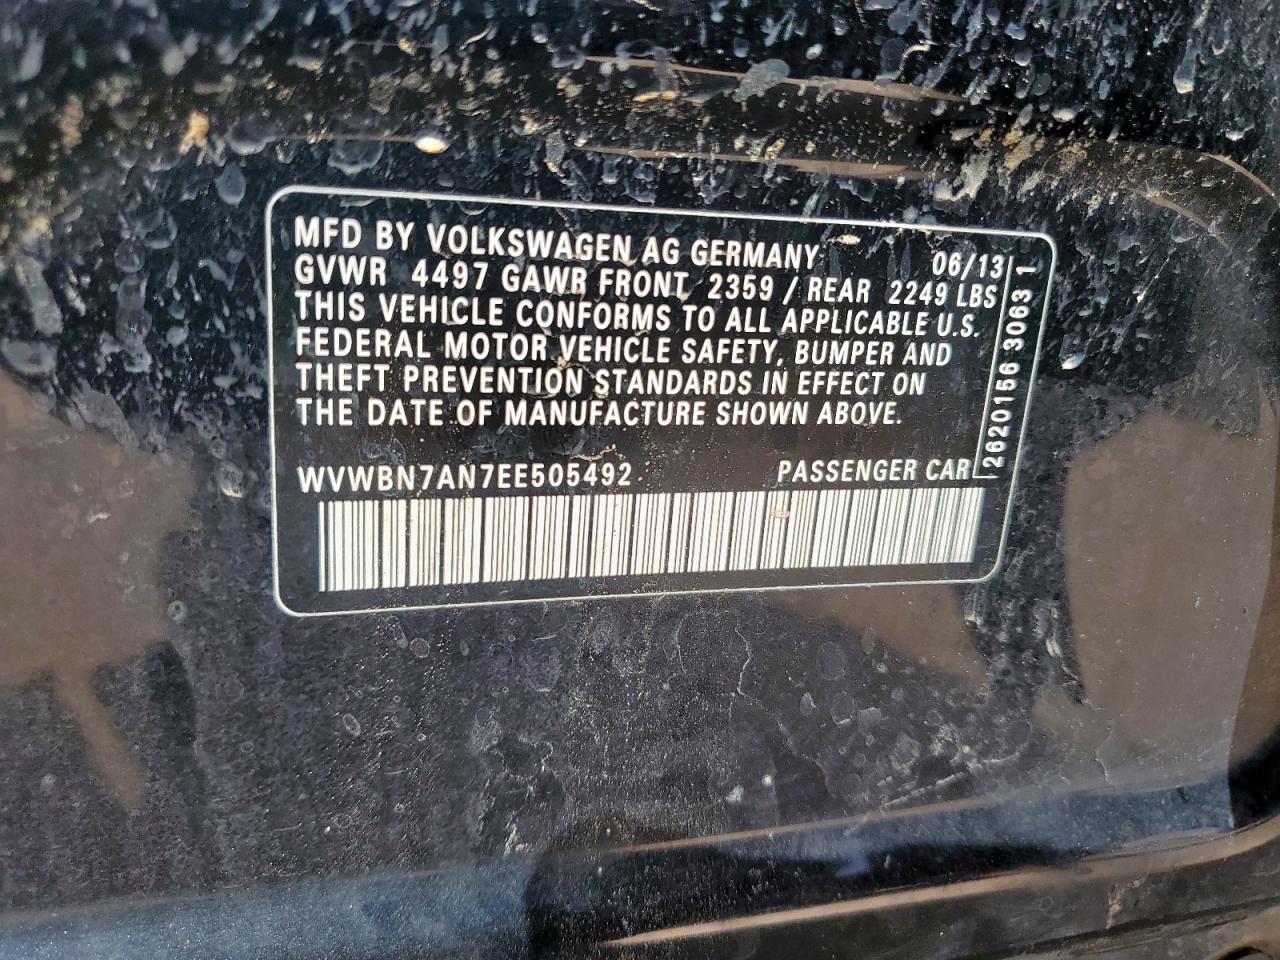 MFD BY VOLKSWAGEN AG GERMANY 06/13
GVWR 4497 GAWR FRONT 2359 / REAR 2249 LBS
THIS VEHICLE CONFORMS TO ALL APPLICABLE U.S.
FEDERAL MOTOR VEHICLE SAFETY, BUMPER AND
THEFT PREVENTION STANDARDS IN EFFECT ON
THE DATE OF MANUFACTURE SHOWN ABOVE.
WVWBN7AN7EE505492 PASSENGER CAR
2620156 3063 1